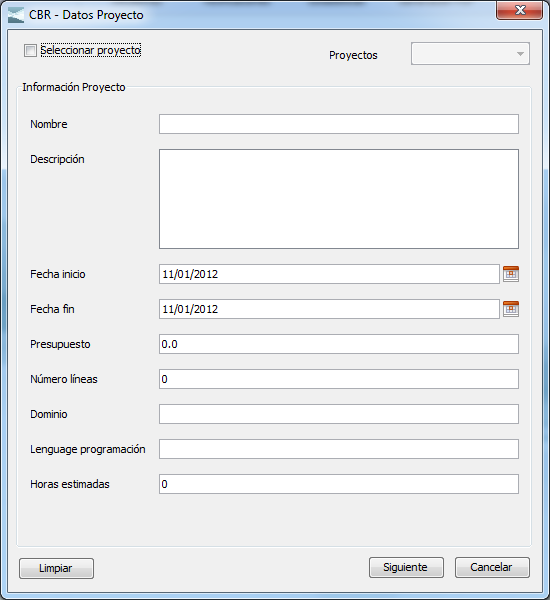 CBR - Datos Proyecto
Seleccionar proyecto
Proyectos
Información Proyecto
Nombre
Descripción
Fecha inicio 11/01/2012
Fecha fin 11/01/2012
Presupuesto 0.0
Número líneas 0
Dominio
Lenguage programación
Horas estimadas 0
Limpiar Siguiente Cancelar